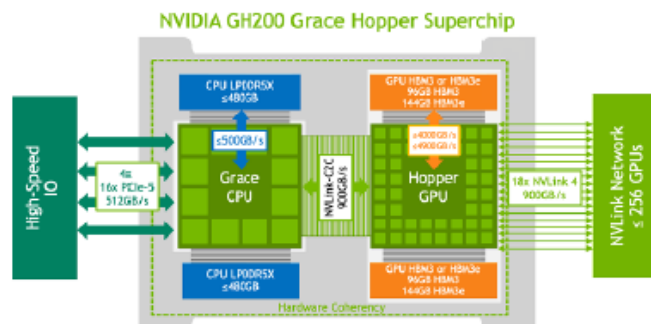 NVIDIA GH200 Grace Hopper Superchip
CPU LPDDR5X
≤480GB
GPU HBM3 or HBM3e
96GB HBM3
144GB HBM3e
≤500GB/s
≤4000GB/s
≤4900GB/s
High-Speed
IO
4x
16x PCIe-5
512GB/s
Grace
CPU
NVLink-C2C
900GB/s
Hopper
GPU
18x NVLink 4
900GB/s
NVLink Network
≤ 256 GPUs
CPU LPDDR5X
≤480GB
GPU HBM3 or HBM3e
96GB HBM3
144GB HBM3e
Hardware Coherency